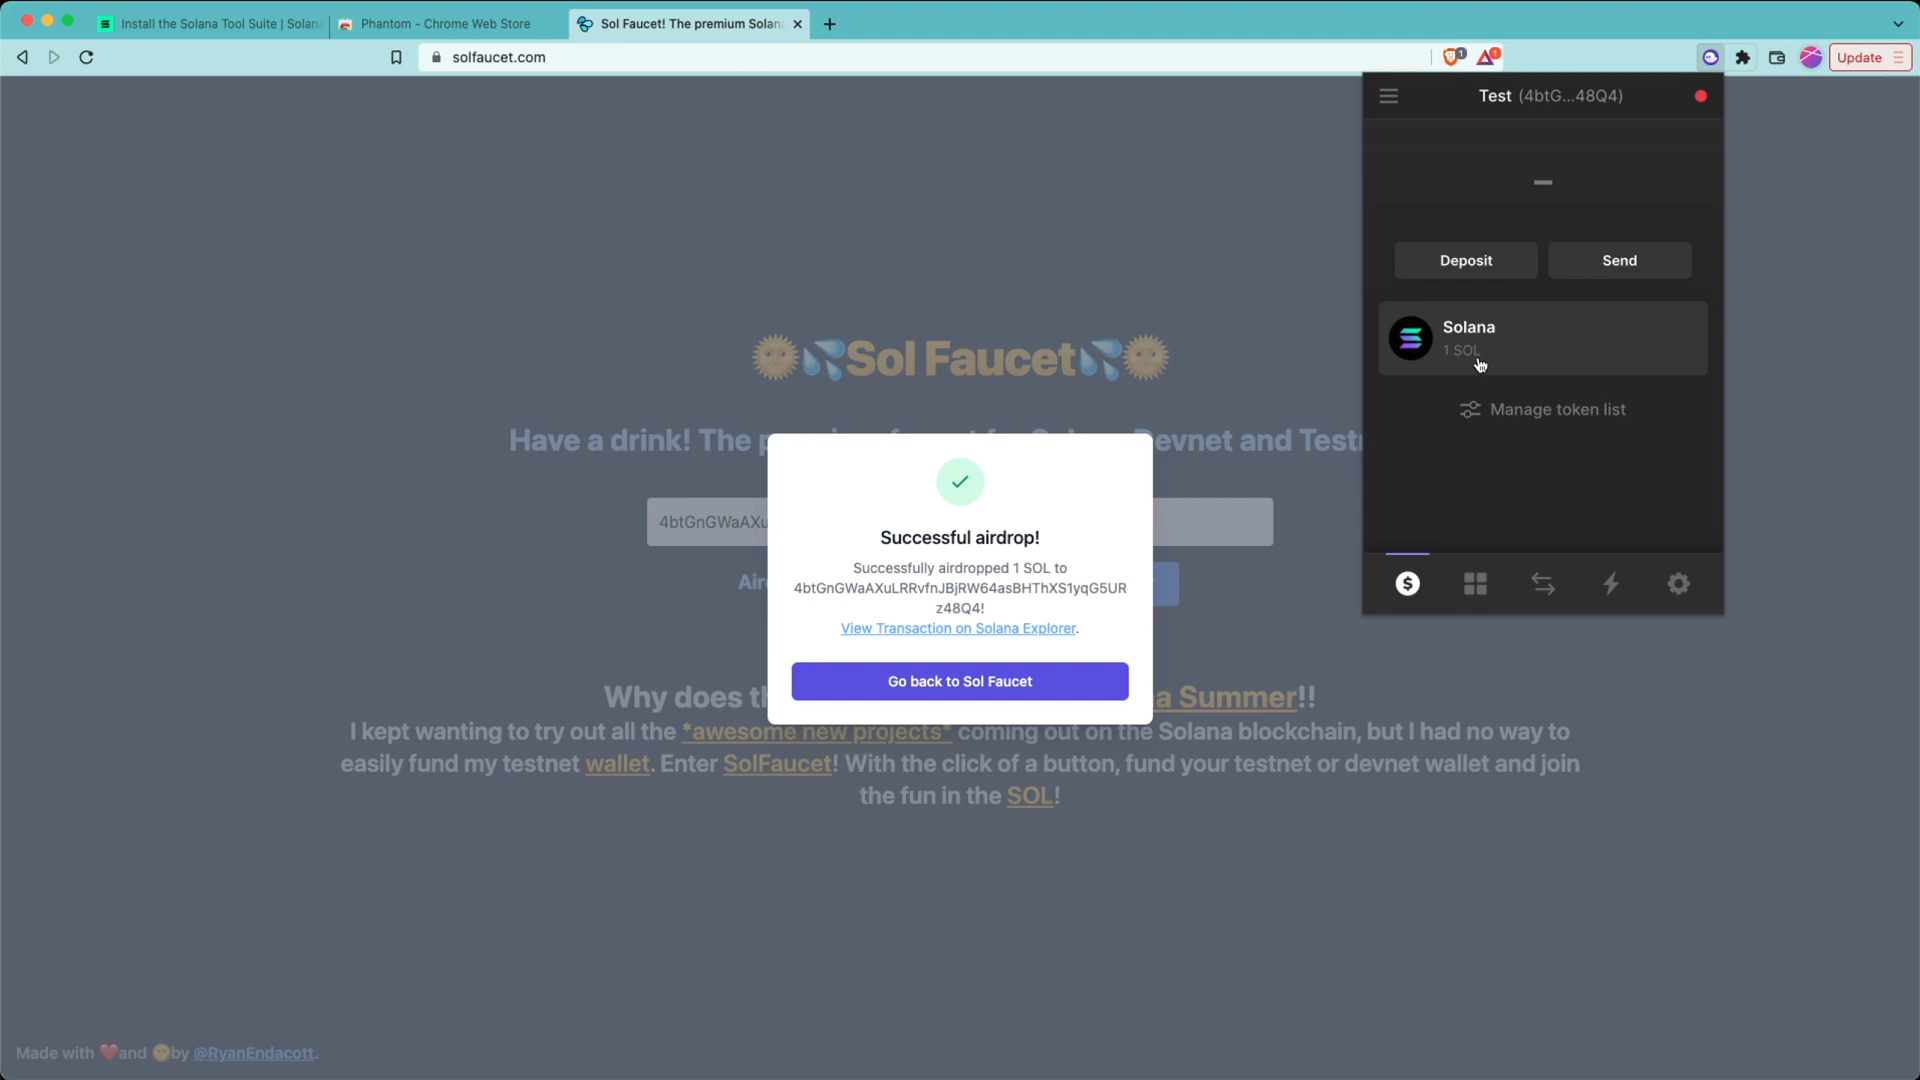 Install the Solana Tool Suite | Solana
Phantom - Chrome Web Store
Sol Faucet! The premium Solan
solfaucet.com
1
1
Update
Test (4btG...48Q4)
Deposit
Send
Solana
1 SOL
Manage token list
Sol Faucet
Have a drink! The
evnet and Test
4btGnGWaAXu
Air
Successful airdrop!
Successfully airdropped 1 SOL to
4btGnGWaAXuLRRvfnJBjRW64asBHThXS1yqG5UR
z48Q4!
View Transaction on Solana Explorer.
Go back to Sol Faucet
Why does th
a Summer!!
I kept wanting to try out all the *awesome new projects* coming out on the Solana blockchain, but I had no way to
easily fund my testnet wallet. Enter SolFaucet! With the click of a button, fund your testnet or devnet wallet and join
the fun in the SOL!
Made with ❤️and 🌞by @RyanEndacott.